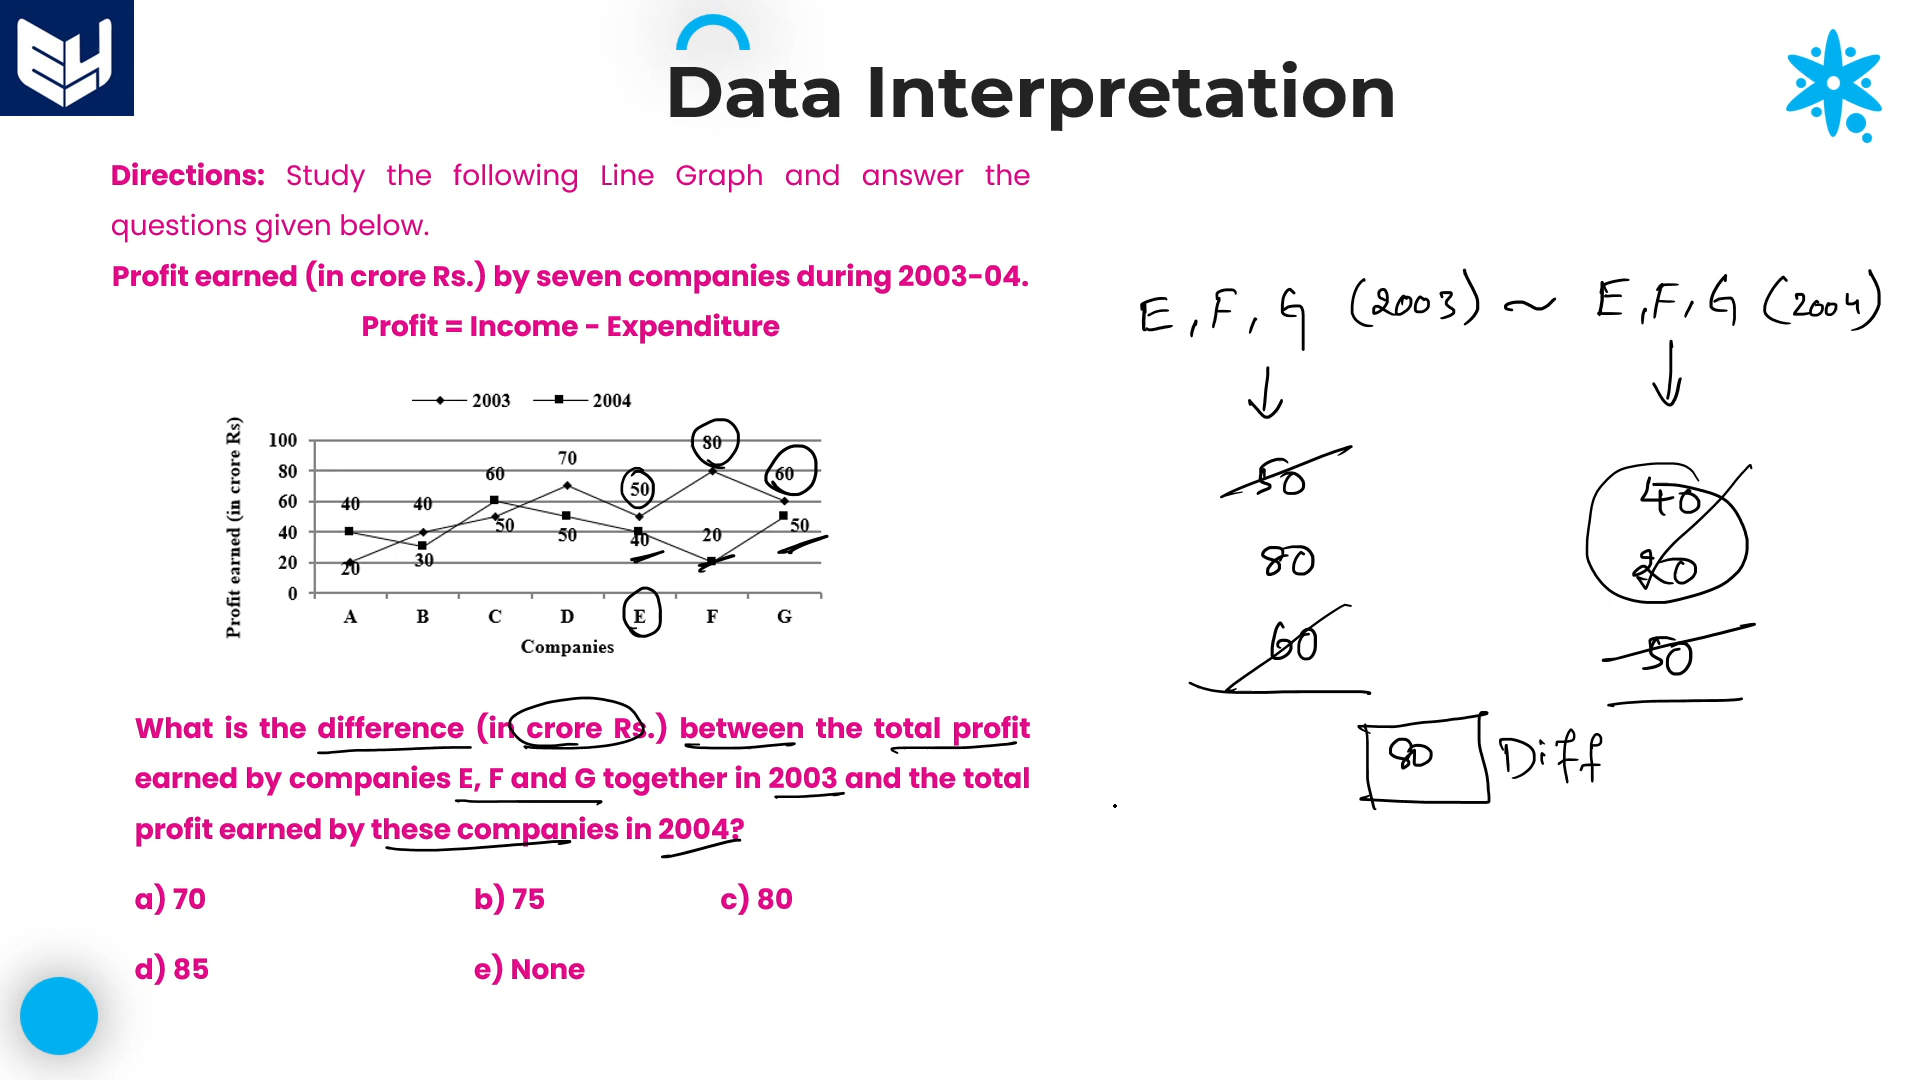 EY
Data Interpretation
Directions: Study the following Line Graph and answer the
questions given below.
Profit earned (in crore Rs.) by seven companies during 2003-04.
Profit = Income - Expenditure
2003 2004
Profit earned (in crore Rs)
100
80
60
40
20
0
40 40 60 70 50 80 60
20 30 50 50 40 20 50
A B C D E F G
Companies
What is the difference (in crore Rs.) between the total profit
earned by companies E, F and G together in 2003 and the total
profit earned by these companies in 2004?
a) 70 b) 75 c) 80
d) 85 e) None
E, F, G (2003) ~ E, F, G (2004)
50 40
80 20
60 50
80 Diff